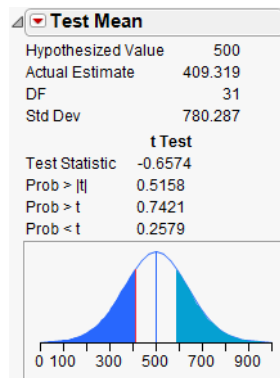 Test Mean
Hypothesized Value 500
Actual Estimate 409.319
DF 31
Std Dev 780.287
t Test
Test Statistic -0.6574
Prob > |t| 0.5158
Prob > t 0.7421
Prob < t 0.2579
0 100 300 500 700 900